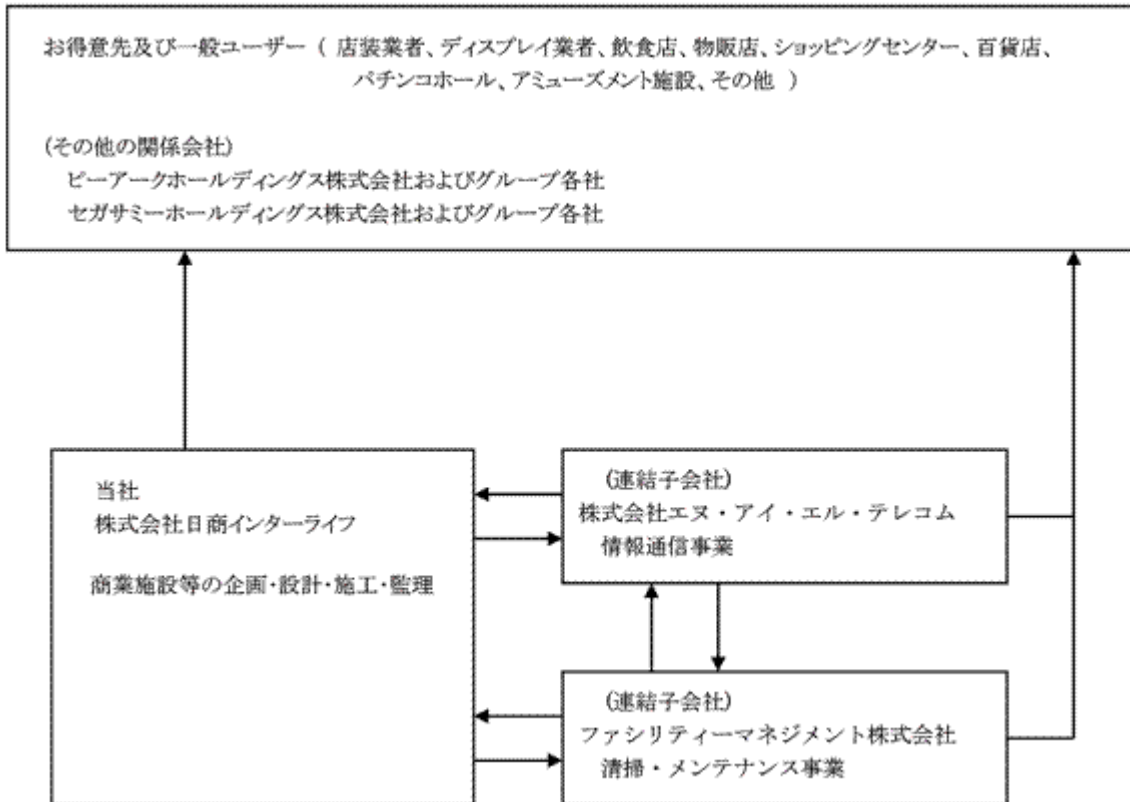 お得意先及び一般ユーザー（ 店装業者、ディスプレイ業者、飲食店、物販店、ショッピングセンター、百貨店、
パチンコホール、アミューズメント施設、その他 ）
(その他の関係会社)
ピーアークホールディングス株式会社およびグループ各社
セガサミーホールディングス株式会社およびグループ各社
当社
株式会社日商インターライフ
商業施設等の企画・設計・施工・監理
(連結子会社)
株式会社エヌ・アイ・エル・テレコム
情報通信事業
(連結子会社)
ファシリティーマネジメント株式会社
清掃・メンテナンス事業